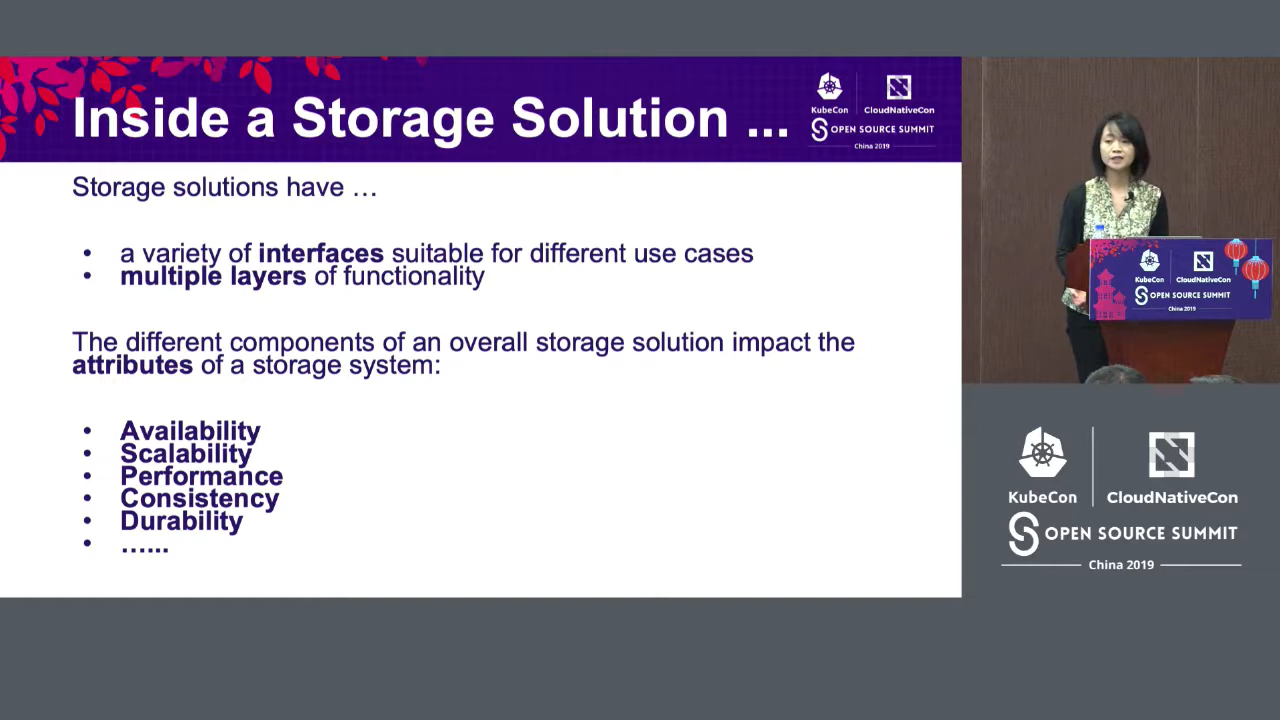 Inside a Storage Solution ...
KubeCon
CloudNativeCon
OPEN SOURCE SUMMIT
China 2019
Storage solutions have …
• a variety of interfaces suitable for different use cases
• multiple layers of functionality
The different components of an overall storage solution impact the
attributes of a storage system:
• Availability
• Scalability
• Performance
• Consistency
• Durability
• …...
KubeCon
CloudNativeCon
OPEN SOURCE SUMMIT
China 2019
KubeCon
CloudNativeCon
OPEN SOURCE SUMMIT
China 2019